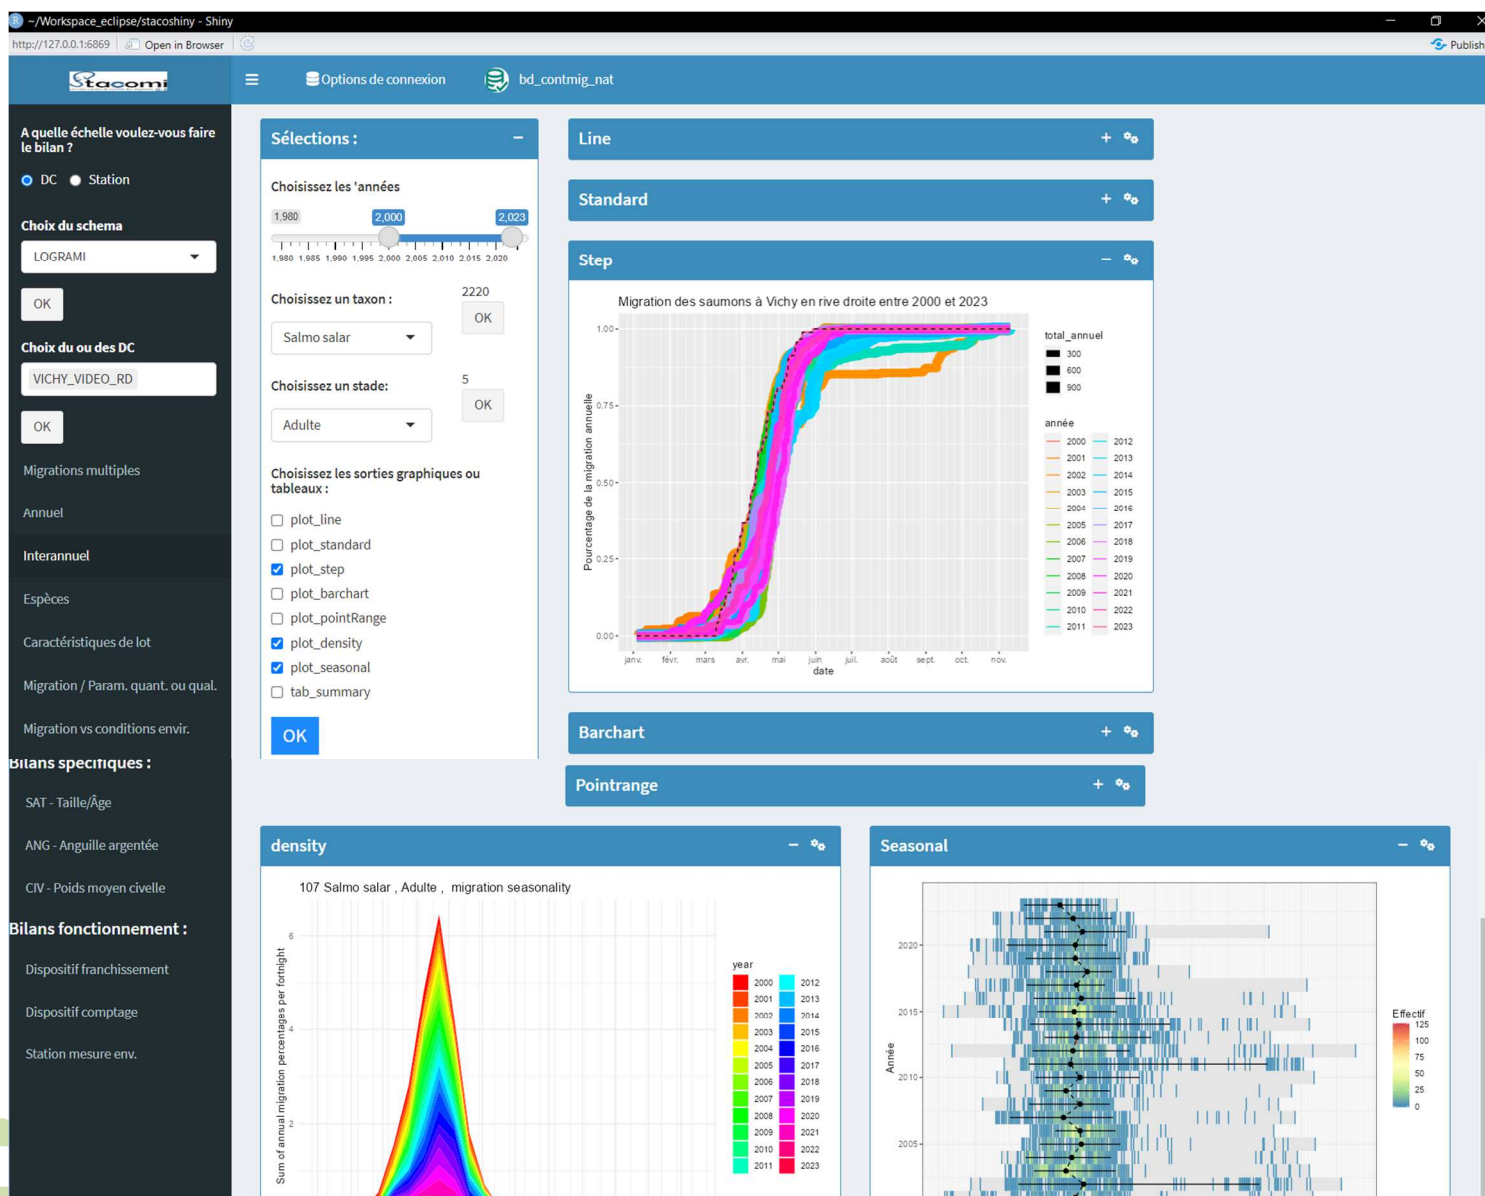 ~/Workspace_eclipse/stacoshiny - Shiny
http://127.0.0.1:6869
Open in Browser
Publish
Stacomi
Options de connexion
bd_contmig_nat
A quelle échelle voulez-vous faire
le bilan ?
DC
Station
Choix du schema
LOGRAMI
OK
Choix du ou des DC
VICHY_VIDEO_RD
OK
Migrations multiples
Annuel
Interannuel
Espèces
Caractéristiques de lot
Migration / Param. quant. ou qual.
Migration vs conditions envir.
Bilans specifiques :
SAT - Taille/Âge
ANG - Anguille argentée
CIV - Poids moyen civelle
Bilans fonctionnement :
Dispositif franchissement
Dispositif comptage
Station mesure env.
Sélections :
Choisissez les 'années
1,980
2,000
2,023
1,980 1,985 1,990 1,995 2,000 2,005 2,010 2,015 2,020
Choisissez un taxon :
2220
Salmo salar
OK
Choisissez un stade:
5
Adulte
OK
Choisissez les sorties graphiques ou
tableaux :
plot_line
plot_standard
plot_step
plot_barchart
plot_pointRange
plot_density
plot_seasonal
tab_summary
OK
Line
Standard
Step
Migration des saumons à Vichy en rive droite entre 2000 et 2023
Pourcentage de la migration annuelle
1.00
0.75
0.50
0.25
0.00
janv. févr. mars avr. mai juin juil. août sept. oct. nov.
date
total_annuel
300
600
900
année
2000 2012
2001 2013
2002 2014
2003 2015
2004 2016
2005 2017
2006 2018
2007 2019
2008 2020
2009 2021
2010 2022
2011 2023
Barchart
Pointrange
density
107 Salmo salar , Adulte , migration seasonality
Sum of annual migration percentages per fortnight
6
4
2
year
2000 2012
2001 2013
2002 2014
2003 2015
2004 2016
2005 2017
2006 2018
2007 2019
2008 2020
2009 2021
2010 2022
2011 2023
Seasonal
Année
2020
2015
2010
2005
Effectif
125
100
75
50
25
0